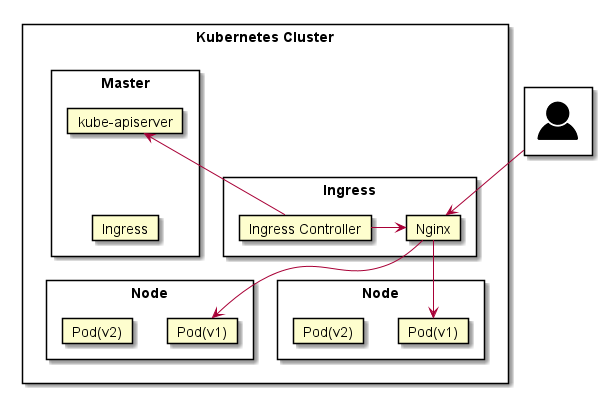 Kubernetes Cluster
Master
kube-apiserver
Ingress
Ingress
Ingress Controller
Nginx
Node
Pod(v2)
Pod(v1)
Node
Pod(v2)
Pod(v1)